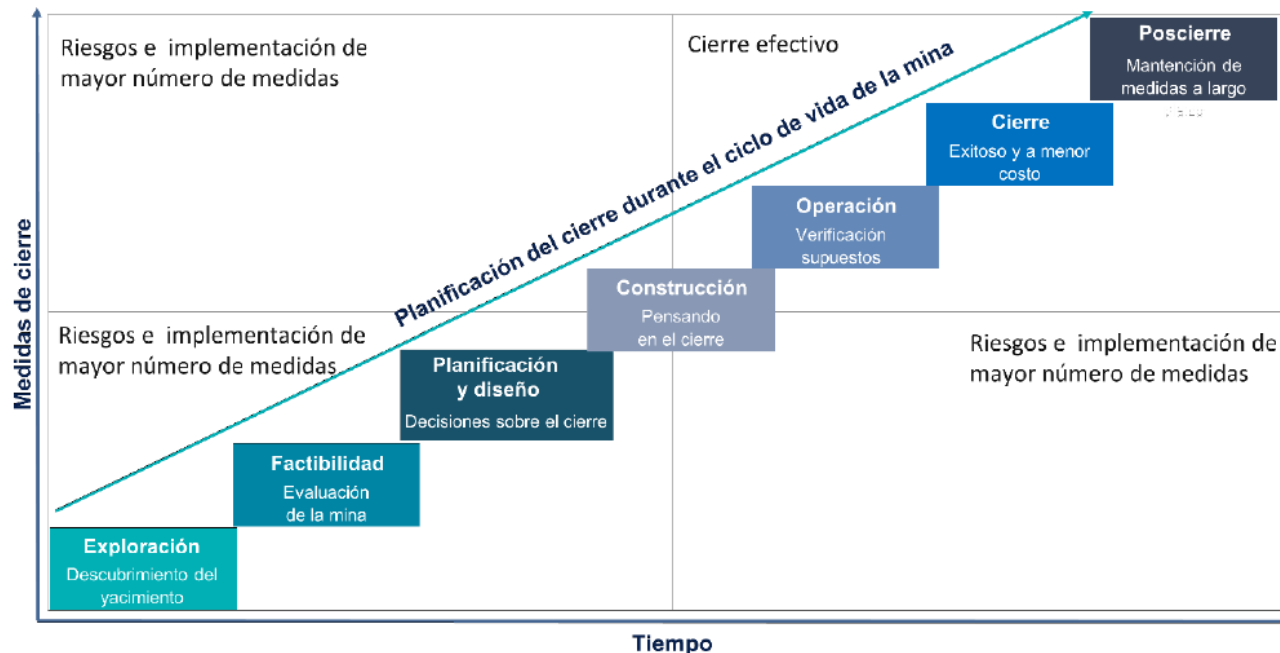 Riesgos e implementación de
mayor número de medidas
Cierre efectivo
Poscierre
Mantención de
medidas a largo
Cierre
Exitoso y a menor
costo
Planificación del cierre durante el ciclo de vida de la mina
Operación
Verificación
supuestos
Construcción
Pensando
en el cierre
Riesgos e implementación de
mayor número de medidas
Riesgos e implementación de
mayor número de medidas
Planificación
y diseño
Decisiones sobre el cierre
Factibilidad
Evaluación
de la mina
Exploración
Descubrimiento del
yacimiento
Medidas de cierre
Tiempo